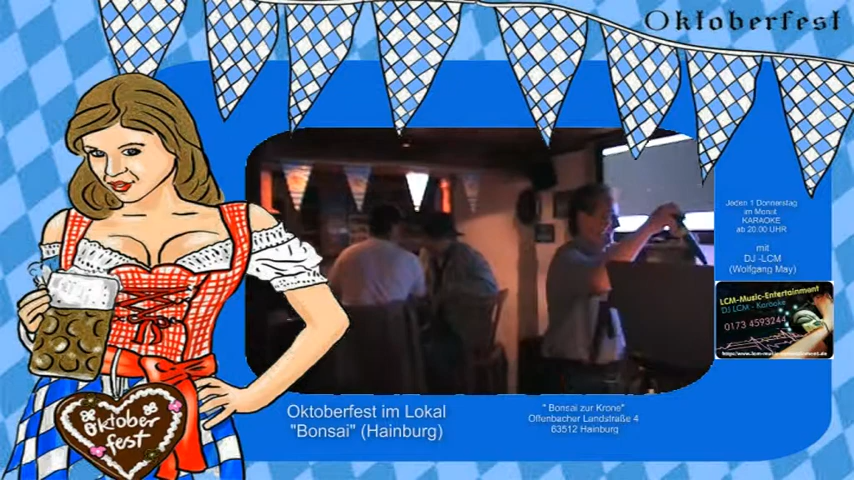 Oktoberfest
Jeden 1 Donnerstag
im Monat
KARAOKE
ab 20:00 UHR
mit
DJ -LCM
(Wolfgang May)
LCM-Music-Entertainment
DJ LCM - Karaoke
0173 4593244
Oktober
fest
Oktoberfest im Lokal
"Bonsai" (Hainburg)
" Bonsai zur Krone"
Offenbacher Landstraße 4
63512 Hainburg